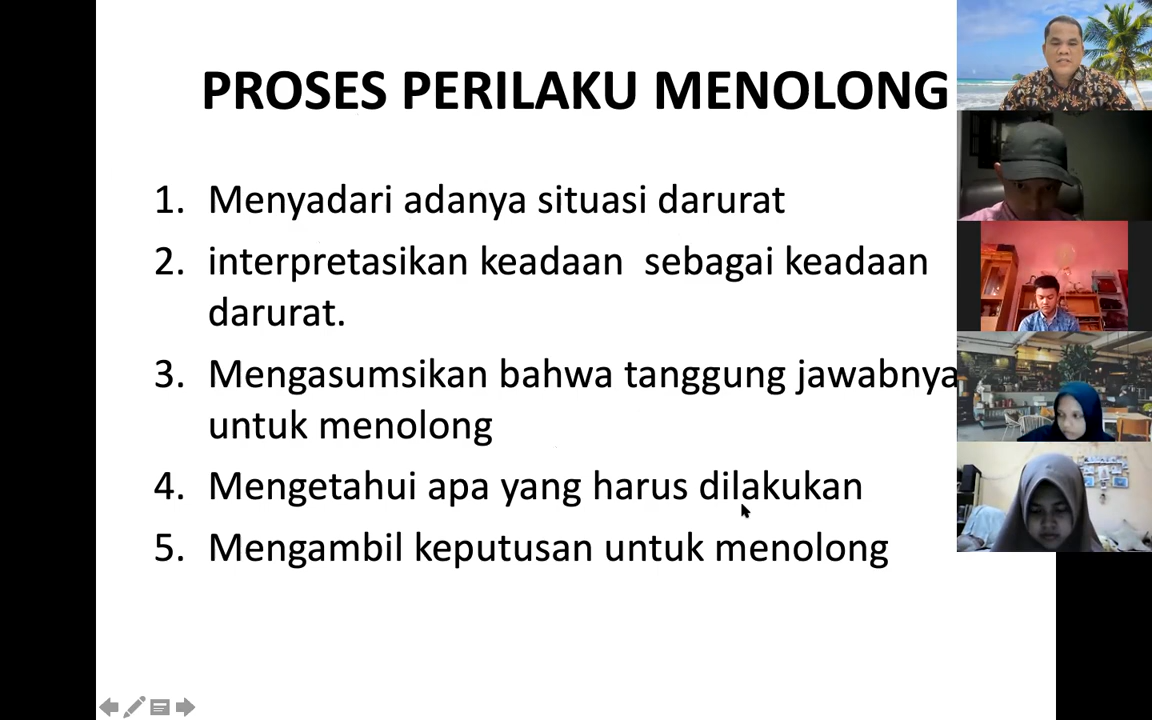 PROSES PERILAKU MENOLONG
1. Menyadari adanya situasi darurat
2. interpretasikan keadaan sebagai keadaan
darurat.
3. Mengasumsikan bahwa tanggung jawabnya
untuk menolong
4. Mengetahui apa yang harus dilakukan
5. Mengambil keputusan untuk menolong